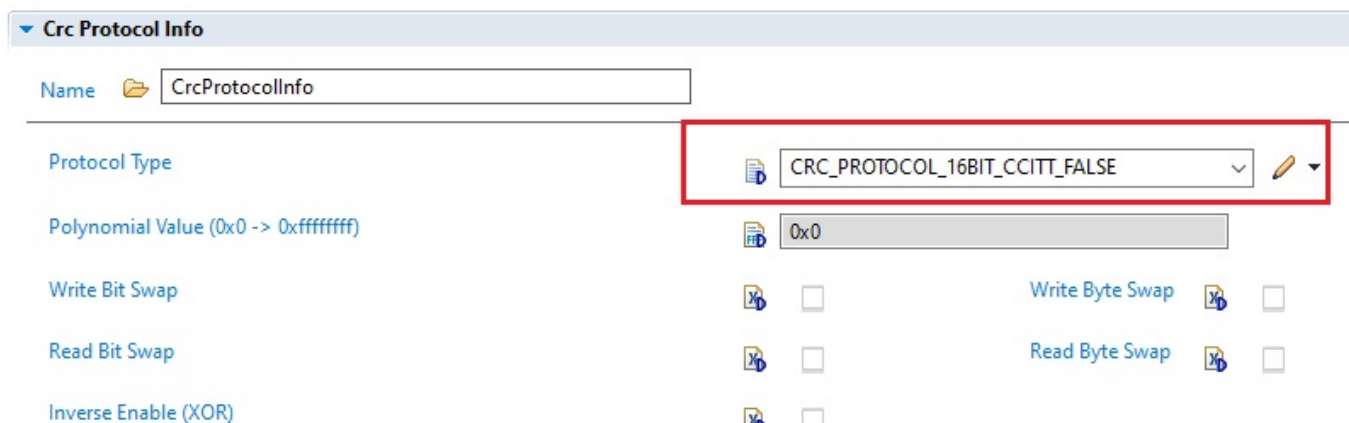 Crc Protocol Info
Name CrcProtocolInfo
Protocol Type CRC_PROTOCOL_16BIT_CCITT_FALSE
Polynomial Value (0x0 -> 0xffffffff) 0x0
Write Bit Swap Write Byte Swap
Read Bit Swap Read Byte Swap
Inverse Enable (XOR)